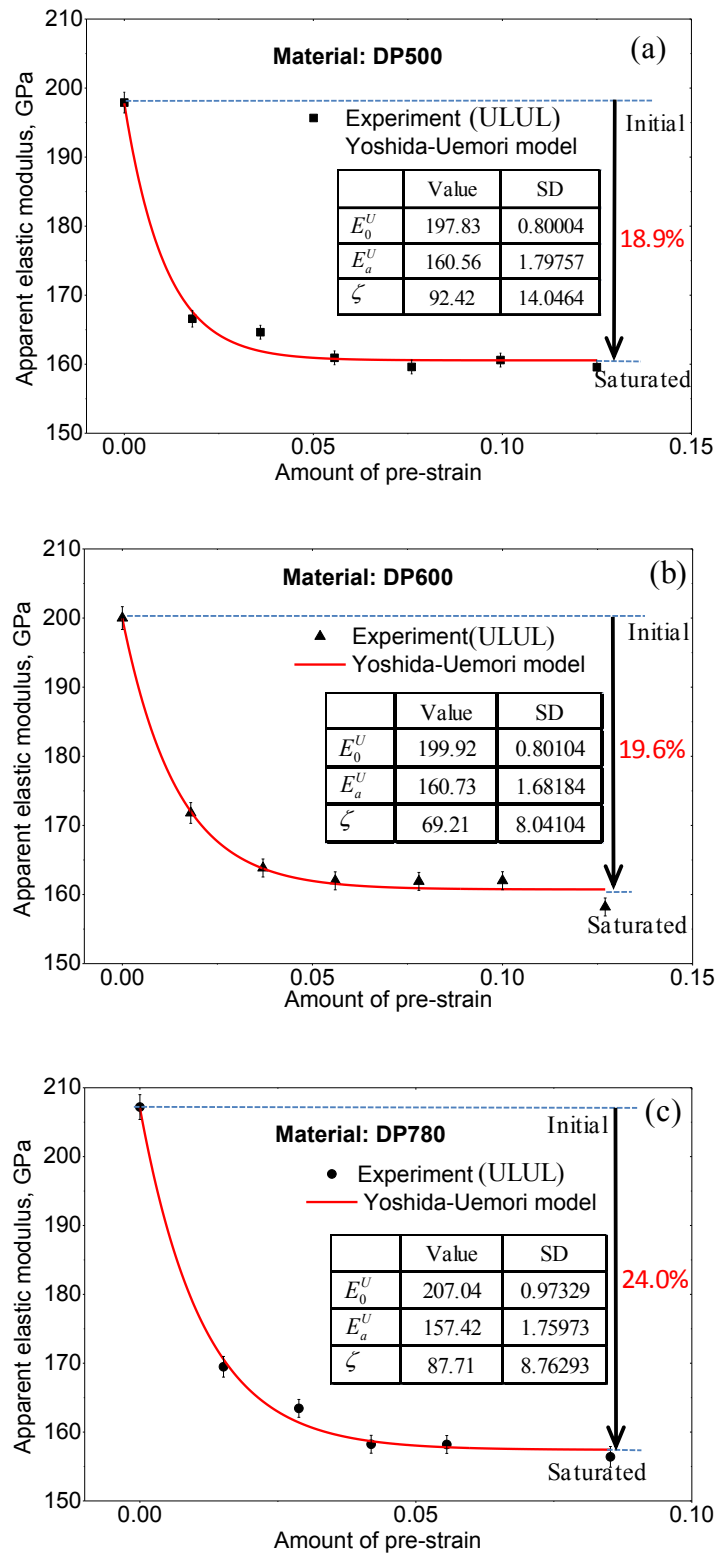 210
Material: DP500
(a)
200
Initial
Experiment (ULUL)
Yoshida-Uemori model
190
Value SD
E_0^U 197.83 0.80004
180
18.9%
E_a^U 160.56 1.79757
ζ 92.42 14.0464
170
160
Saturated
150
0.00 0.05 0.10 0.15
Amount of pre-strain
Apparent elastic modulus, GPa
210
Material: DP600
(b)
200
Initial
Experiment(ULUL)
Yoshida-Uemori model
190
Value SD
E_0^U 199.92 0.80104
180
19.6%
E_a^U 160.73 1.68184
ζ 69.21 8.04104
170
160
Saturated
150
0.00 0.05 0.10 0.15
Amount of pre-strain
Apparent elastic modulus, GPa
210
(c)
Initial
Material: DP780
200
Experiment (ULUL)
Yoshida-Uemori model
190
Value SD
E_0^U 207.04 0.97329
180
24.0%
E_a^U 157.42 1.75973
ζ 87.71 8.76293
170
160
Saturated
150
0.00 0.05 0.10
Amount of pre-strain
Apparent elastic modulus, GPa